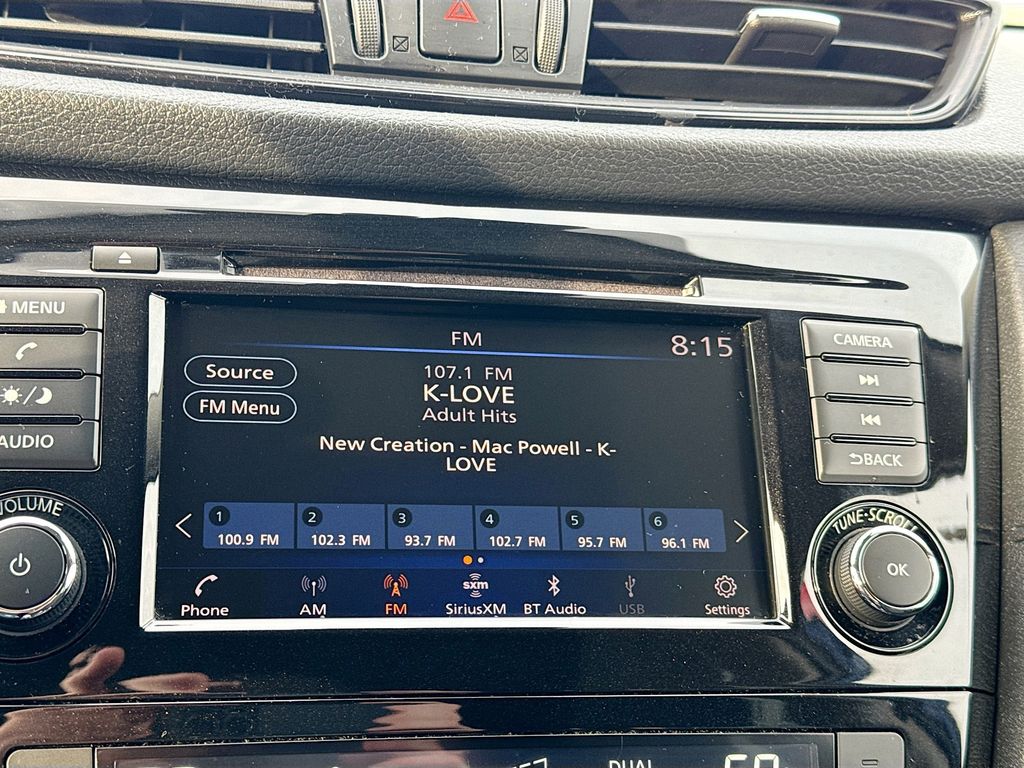 MENU
AUDIO
VOLUME
FM
8:15
Source
FM Menu
107.1 FM
K-LOVE
Adult Hits
New Creation - Mac Powell - K-
LOVE
1 100.9 FM
2 102.3 FM
3 93.7 FM
4 102.7 FM
5 95.7 FM
6 96.1 FM
Phone
AM
FM
sxm
SiriusXM
BT Audio
USB
Settings
CAMERA
BACK
TUNE-SCROLL
OK
DUAL